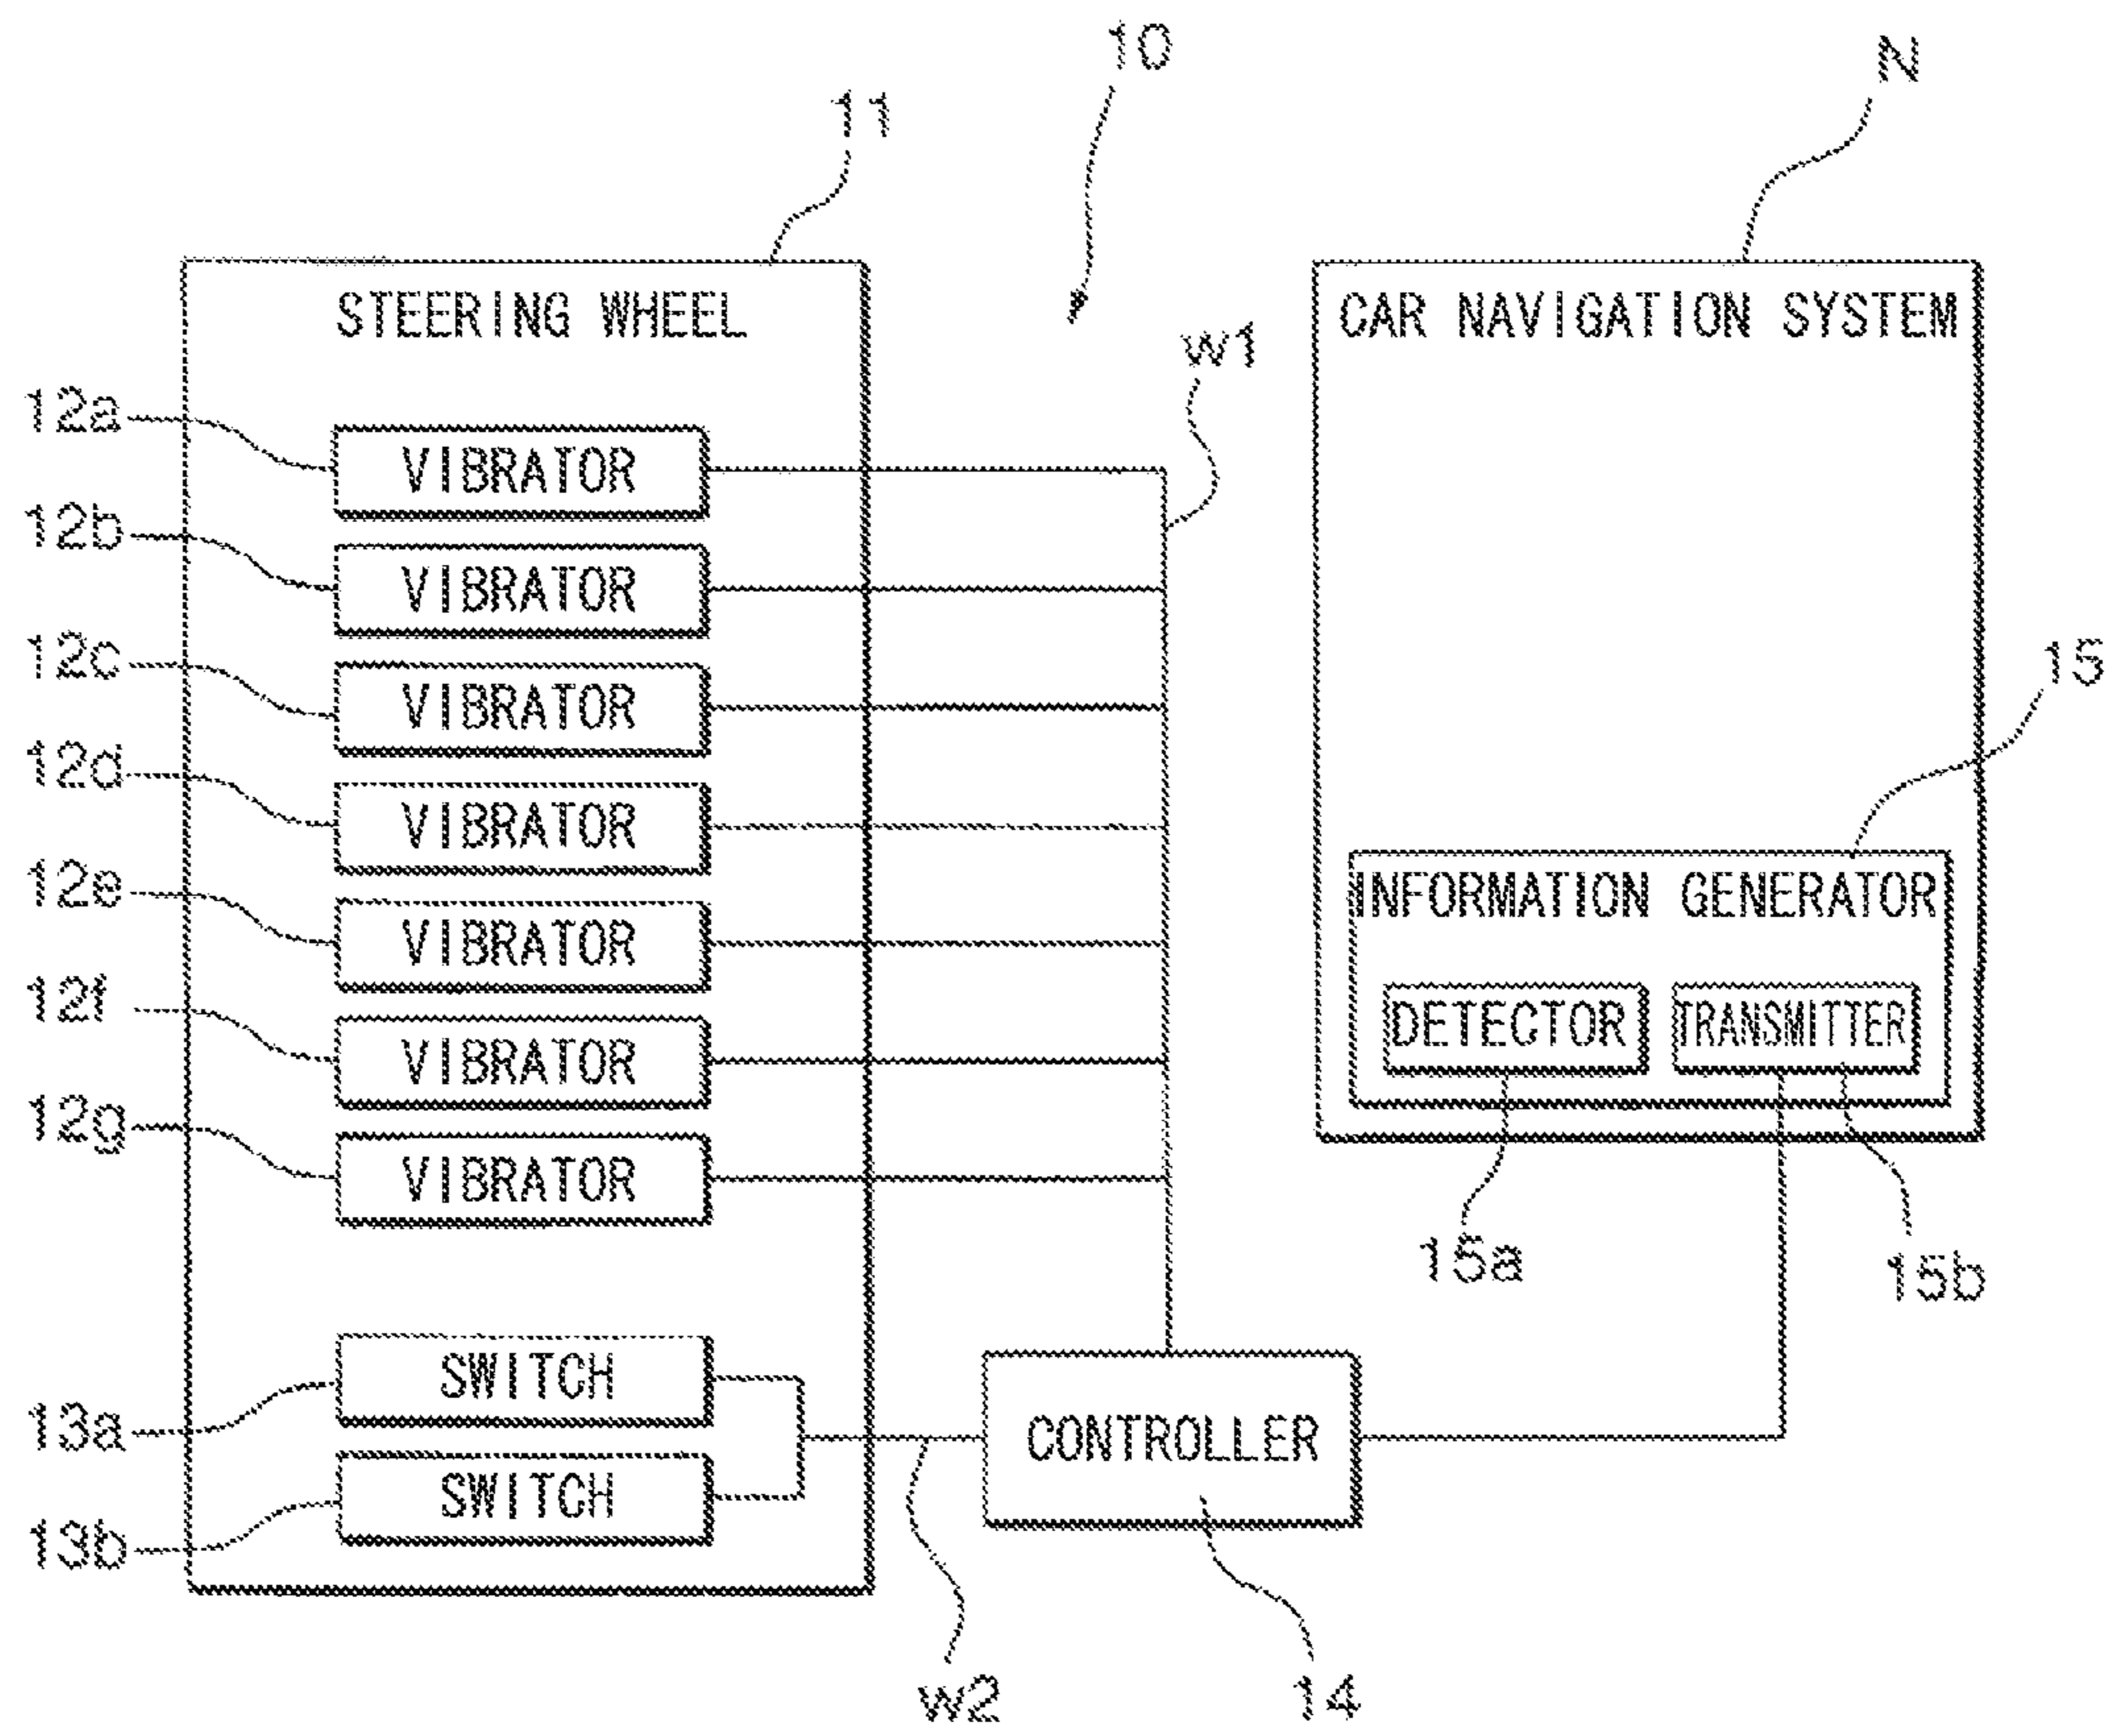 10
N
11
STEERING WHEEL
CAR NAVIGATION SYSTEM
w1
12a
VIBRATOR
12b
VIBRATOR
12c
VIBRATOR
15
12d
VIBRATOR
12e
VIBRATOR
INFORMATION GENERATOR
12f
VIBRATOR
DETECTOR
TRANSMITTER
12g
VIBRATOR
15a
15b
13a
SWITCH
CONTROLLER
13b
SWITCH
w2
14